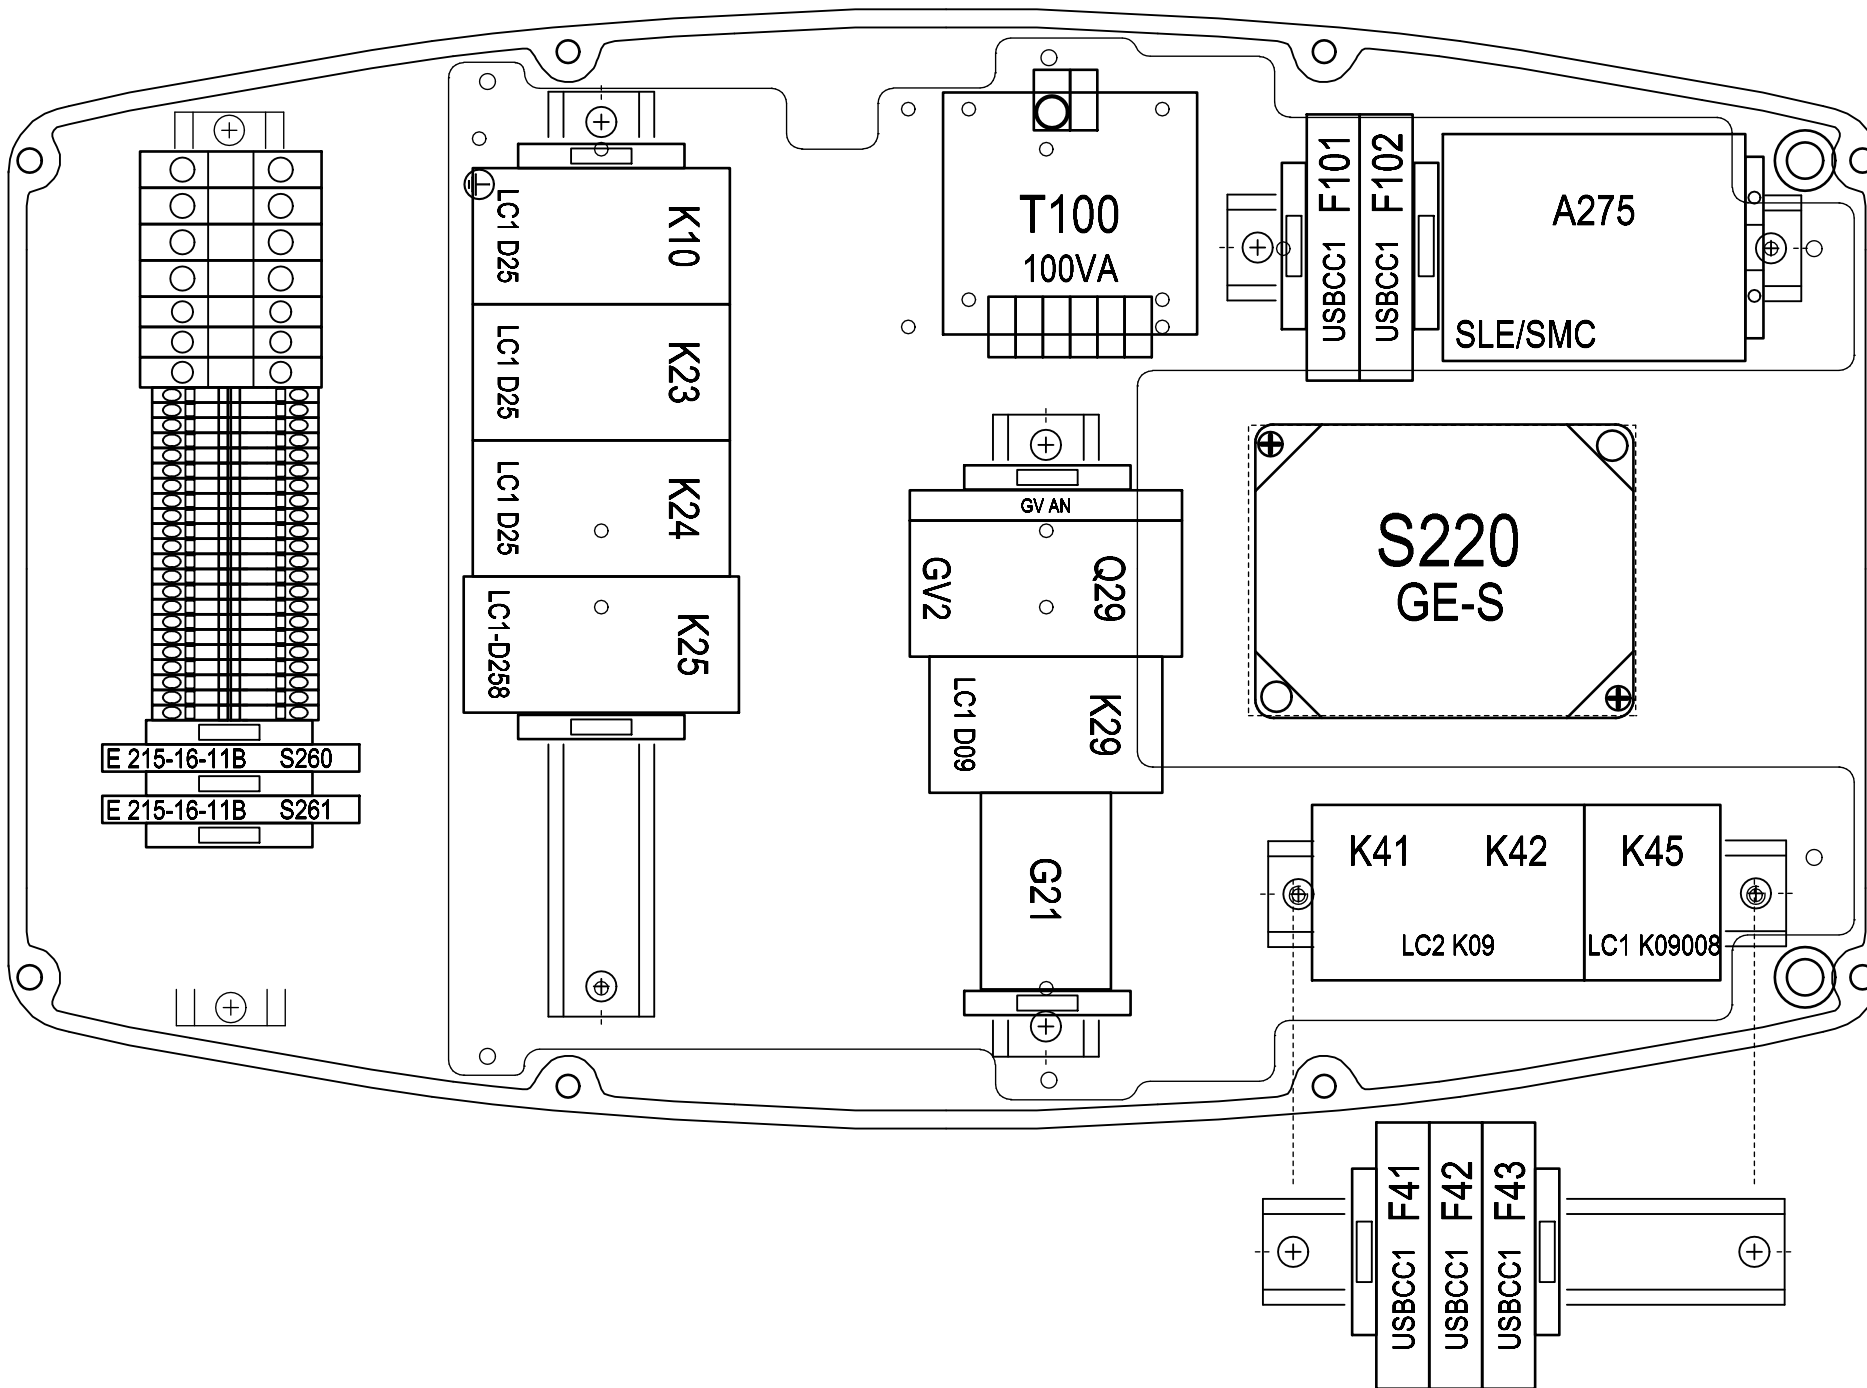 E 215-16-11B S260
E 215-16-11B S261
K10
LC1 D25
K23
LC1 D25
K24
LC1 D25
K25
LC1-D258
T100
100VA
GV AN
Q29
GV2
K29
LC1 D09
G21
USBCC1 F101
USBCC1 F102
A275
SLE/SMC
S220
GE-S
K41 K42 K45
LC2 K09 LC1 K09008
USBCC1 F41
USBCC1 F42
USBCC1 F43